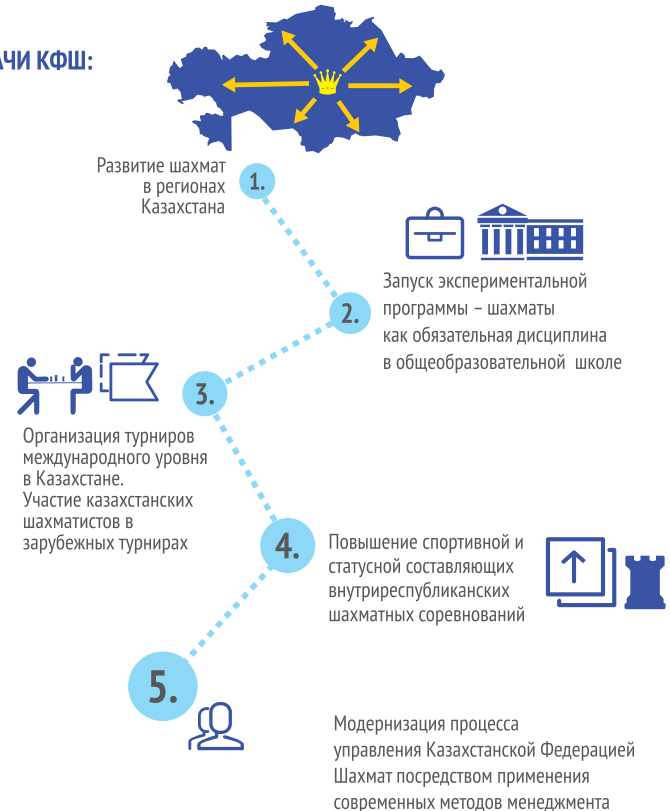 АЧИ КФШ:
Развитие шахмат
в регионах
Казахстана
1.
Запуск экспериментальной
программы – шахматы
как обязательная дисциплина
в общеобразовательной школе
2.
3.
Организация турниров
международного уровня
в Казахстане.
Участие казахстанских
шахматистов в
зарубежных турнирах
4.
Повышение спортивной и
статусной составляющих
внутриреспубликанских
шахматных соревнований
5.
Модернизация процесса
управления Казахстанской Федерацией
Шахмат посредством применения
современных методов менеджмента